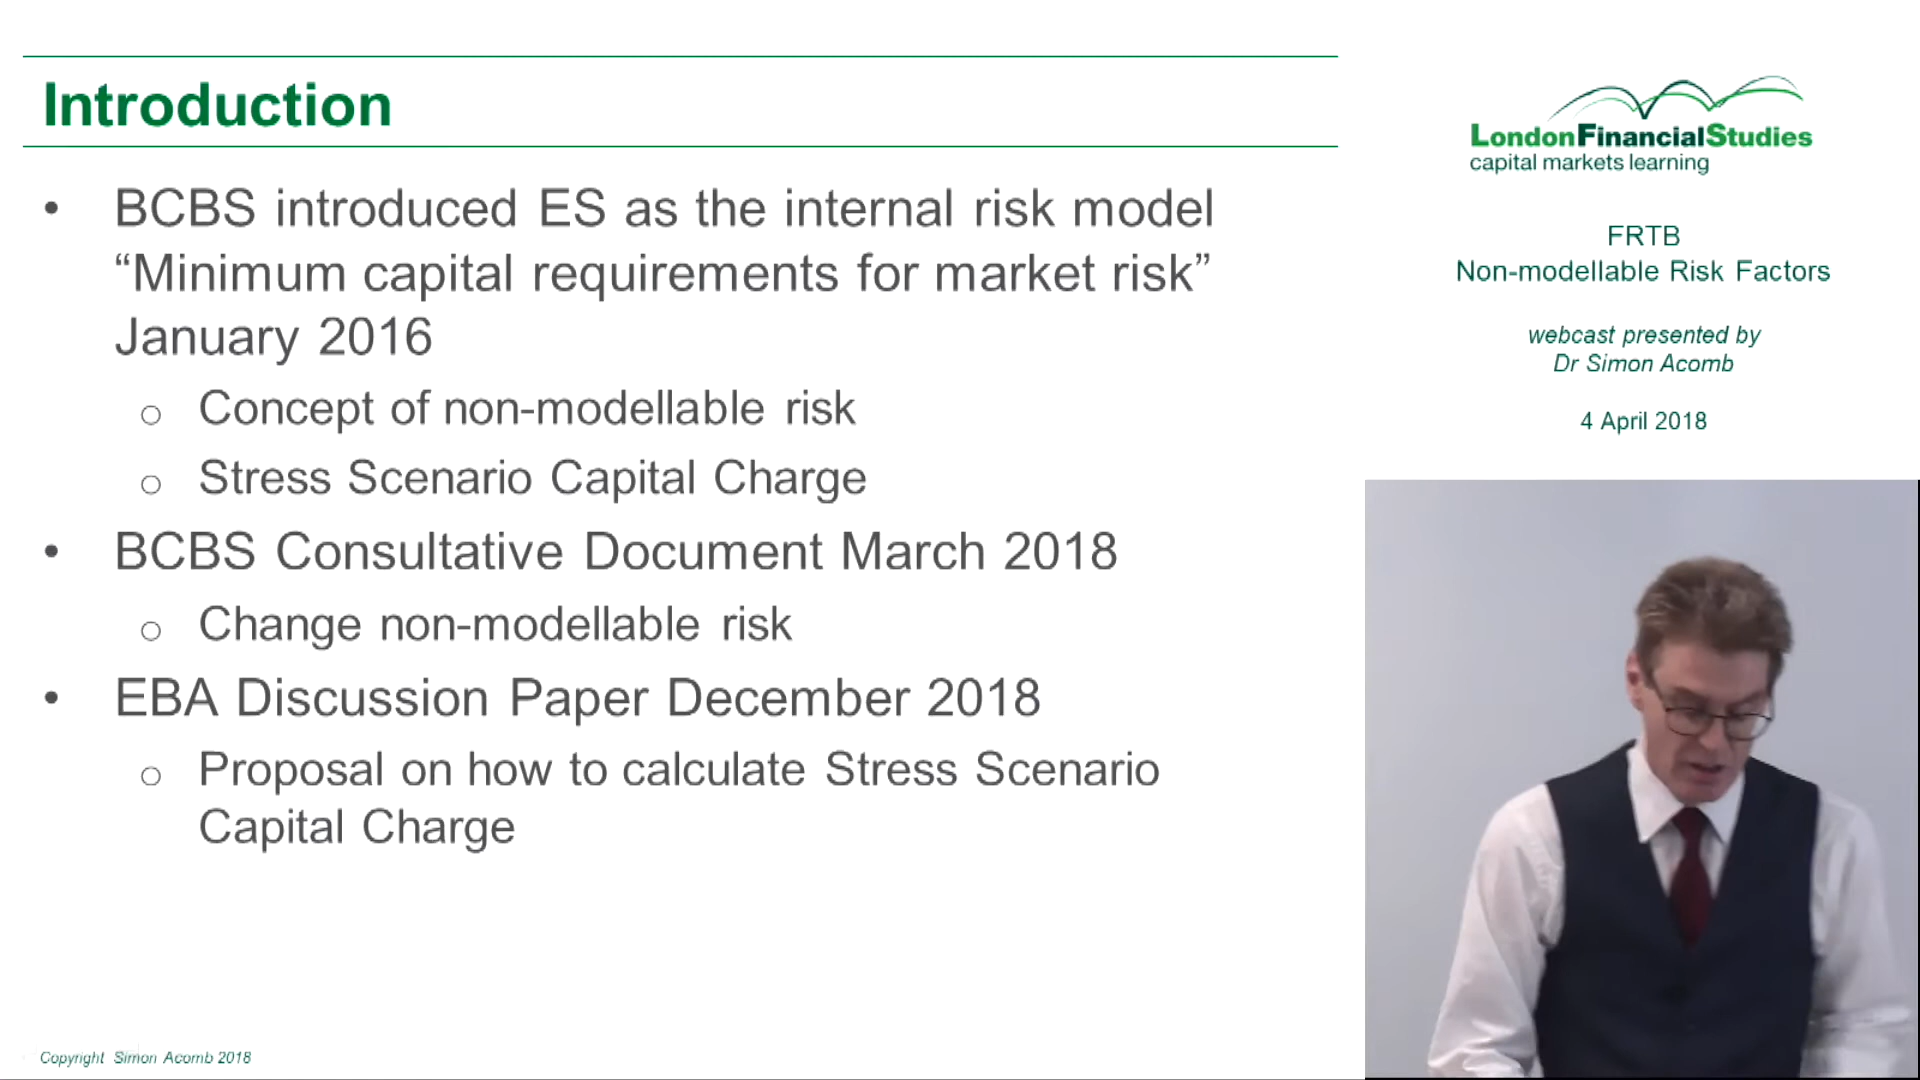 Introduction
• BCBS introduced ES as the internal risk model
“Minimum capital requirements for market risk”
January 2016
o Concept of non-modellable risk
o Stress Scenario Capital Charge
• BCBS Consultative Document March 2018
o Change non-modellable risk
• EBA Discussion Paper December 2018
o Proposal on how to calculate Stress Scenario
Capital Charge
Copyright Simon Acomb 2018
LondonFinancialStudies
capital markets learning
FRTB
Non-modellable Risk Factors
webcast presented by
Dr Simon Acomb
4 April 2018